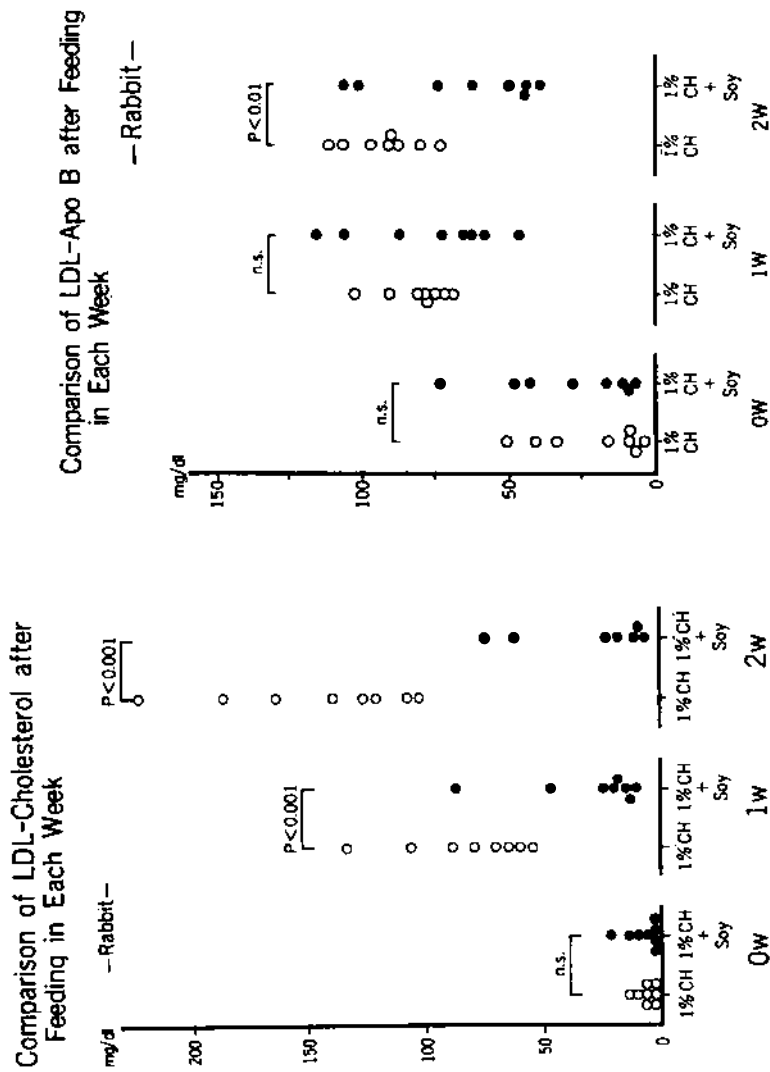 Comparison of LDL-Cholesterol after
Feeding in Each Week
—Rabbit—
mg/dl
200
150
100
50
0
n.s.
P<0.001
P<0.001
1% CH 1% CH
+
Soy
0W
1% CH 1% CH
+
Soy
1W
1% CH 1% CH
+
Soy
2W
Comparison of LDL-Apo B after Feeding
in Each Week
—Rabbit—
mg/dl
150
100
50
0
n.s.
n.s.
P<0.01
1% 1%
CH CH
+
Soy
0W
1% 1%
CH CH
+
Soy
1W
1% 1%
CH CH
+
Soy
2W